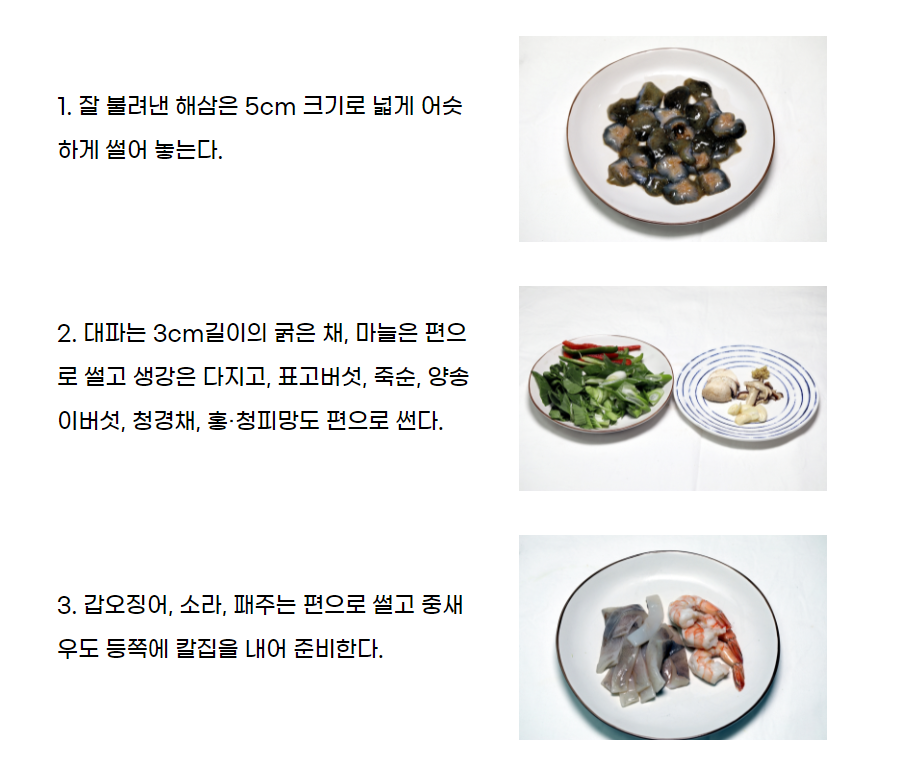 1. 잘 불려낸 해삼은 5cm 크기로 넓게 어슷
하게 썰어 놓는다.
2. 대파는 3cm길이의 굵은 채, 마늘은 편으
로 썰고 생강은 다지고, 표고버섯, 죽순, 양송
이버섯, 청경채, 홍·청피망도 편으로 썬다.
3. 갑오징어, 소라, 패주는 편으로 썰고 중새
우도 등쪽에 칼집을 내어 준비한다.